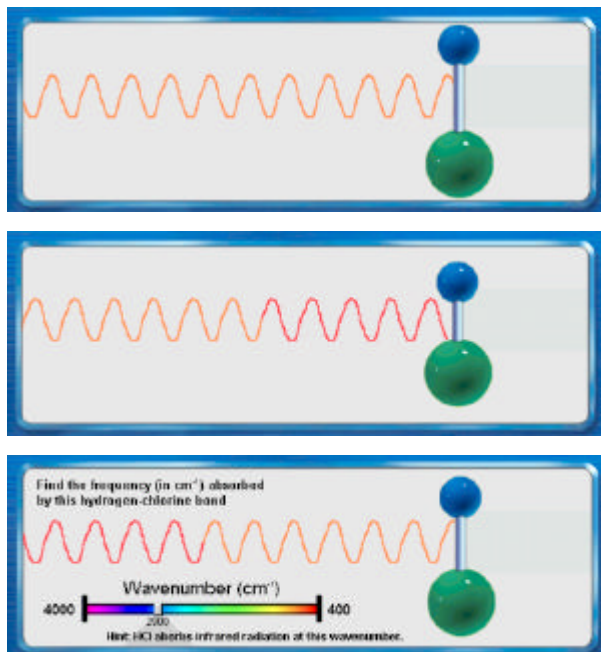 Find the frequency (in cm⁻¹) absorbed
by this hydrogen-chlorine bond
Wavenumber (cm⁻¹)
4000 400
2000
Hint: HCl absorbs infrared radiation at this wavenumber.